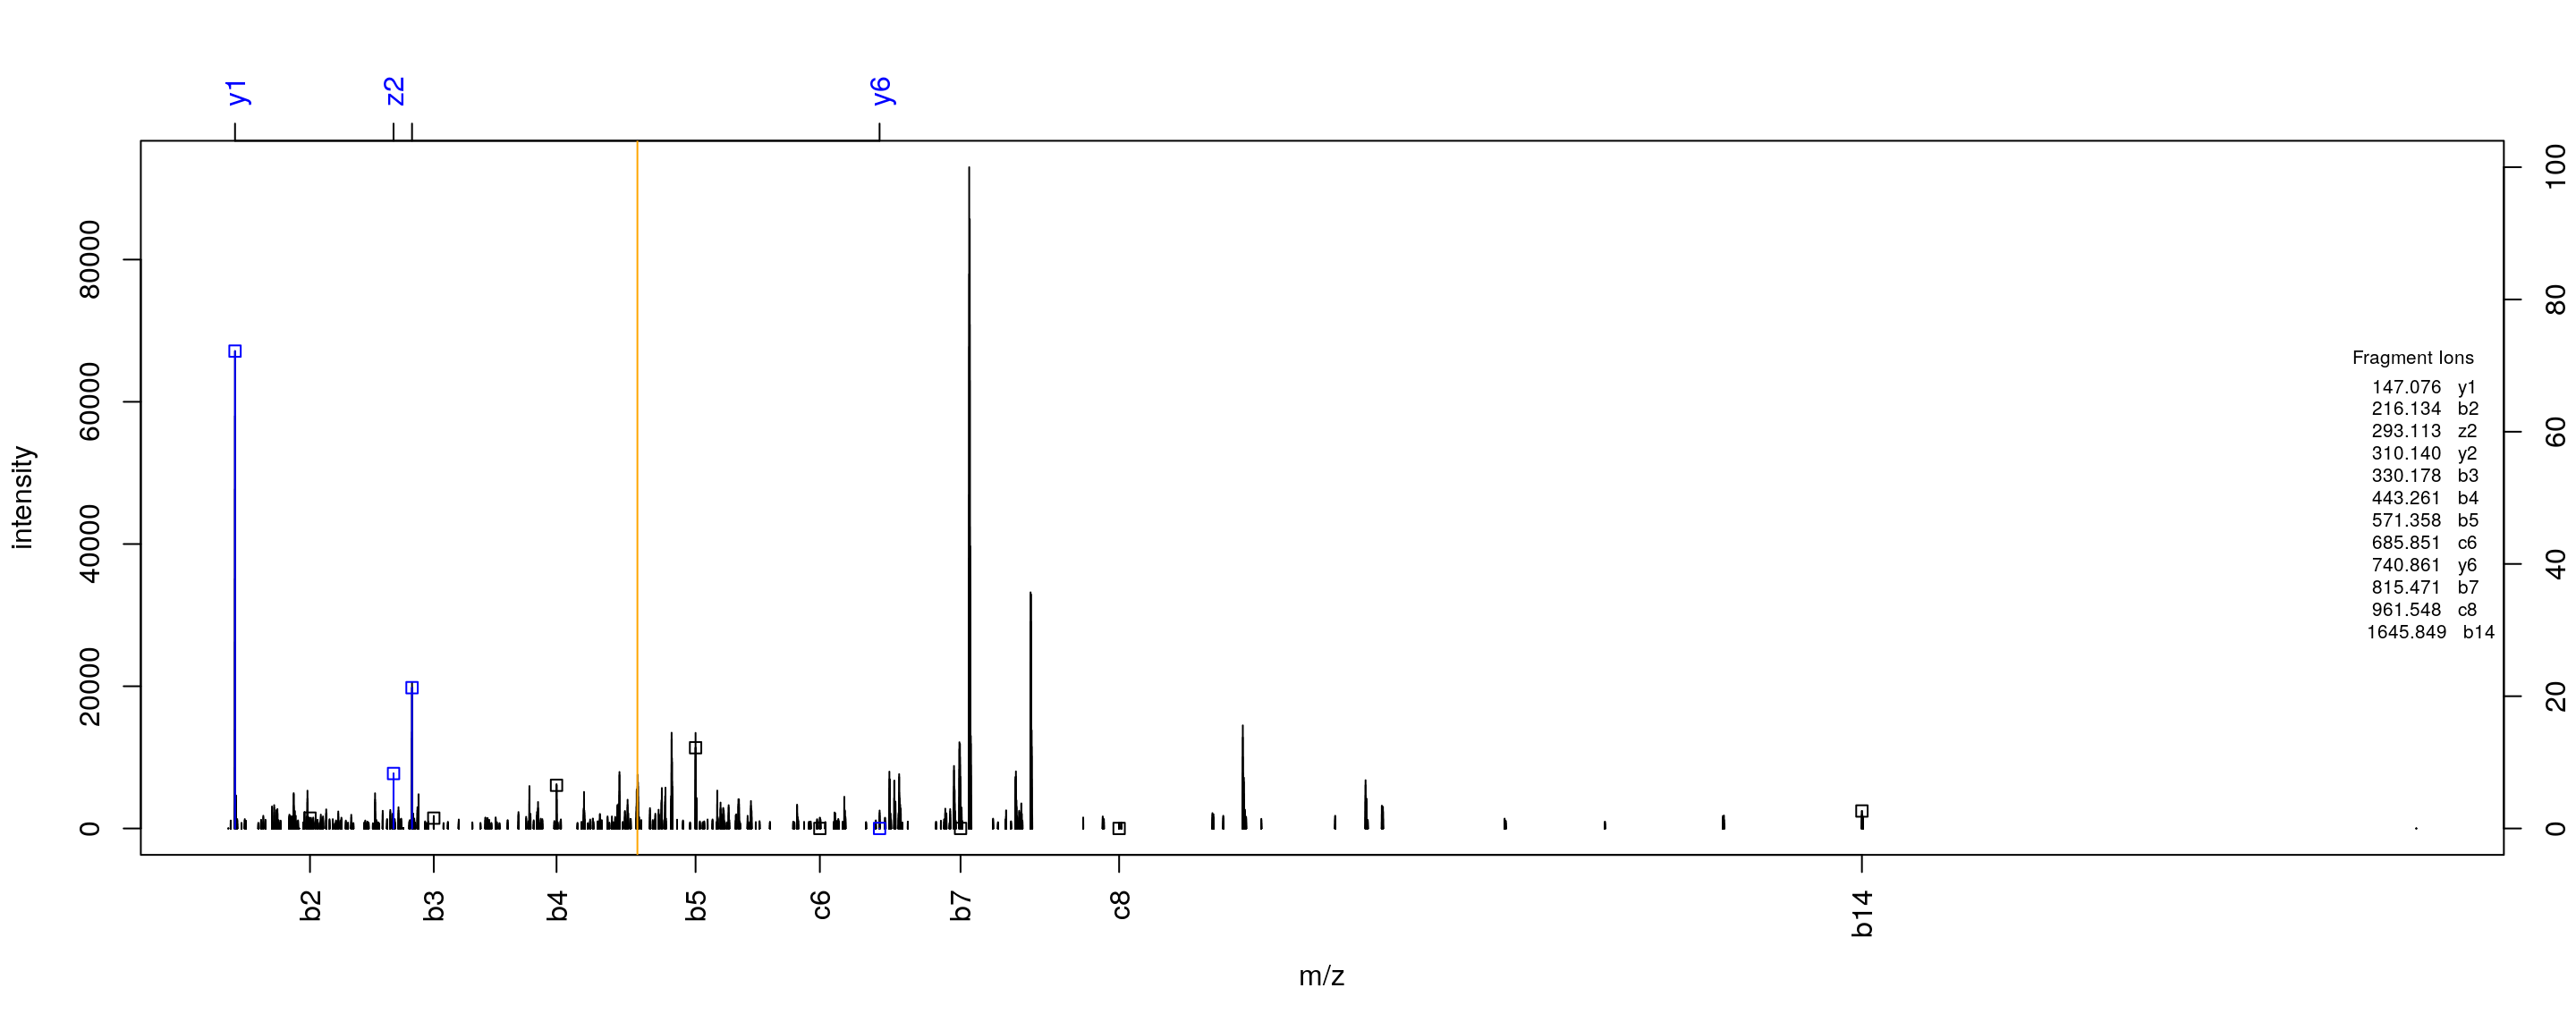 y1 z2 y6
100
80
60
40
20
0
80000
60000
40000
20000
0
intensity
Fragment Ions
147.076 y1
216.134 b2
293.113 z2
310.140 y2
330.178 b3
443.261 b4
571.358 b5
685.851 c6
740.861 y6
815.471 b7
961.548 c8
1645.849 b14
b2 b3 b4 b5 c6 b7 c8 b14
m/z